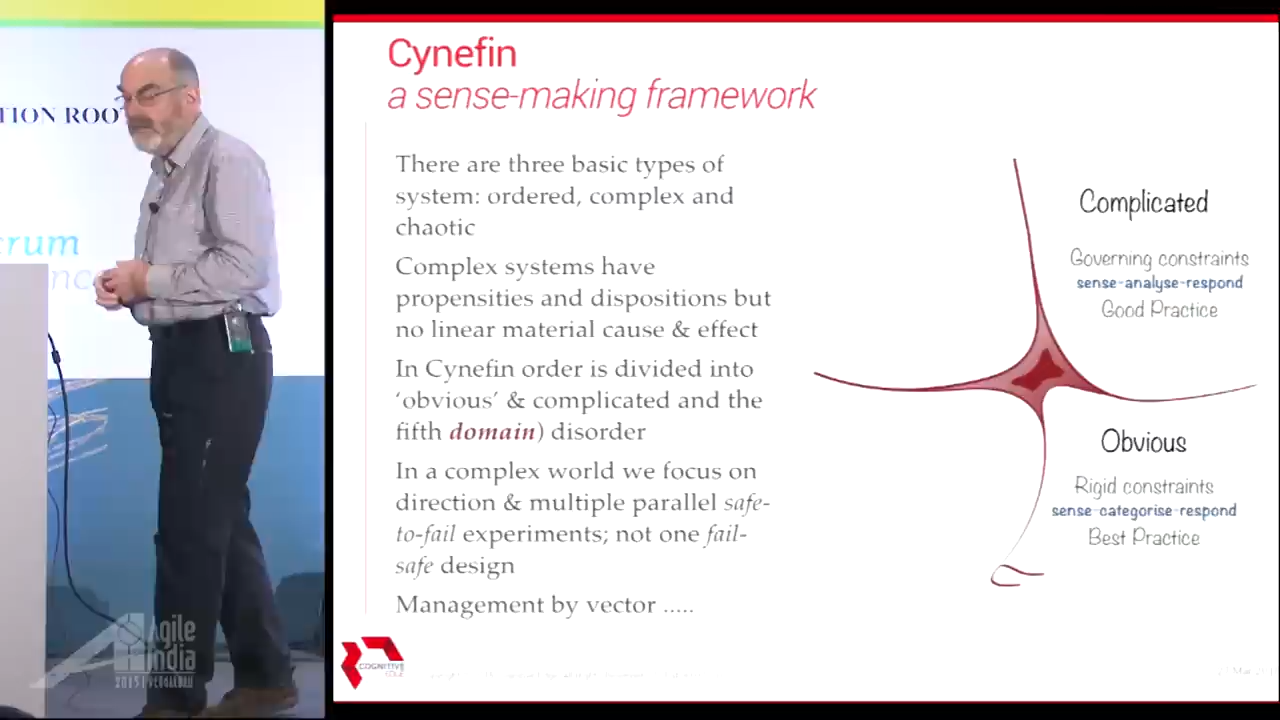 TION ROO
crum
Cynefin
a sense-making framework
There are three basic types of
system: ordered, complex and
chaotic
Complex systems have
propensities and dispositions but
no linear material cause & effect
In Cynefin order is divided into
‘obvious’ & complicated and the
fifth domain) disorder
In a complex world we focus on
direction & multiple parallel safe-
to-fail experiments; not one fail-
safe design
Management by vector .....
Complicated
Governing constraints
sense-analyse-respond
Good Practice
Obvious
Rigid constraints
sense-categorise-respond
Best Practice
COGNITIVE
EDGE
Agile
India
2015 | BENGALURU